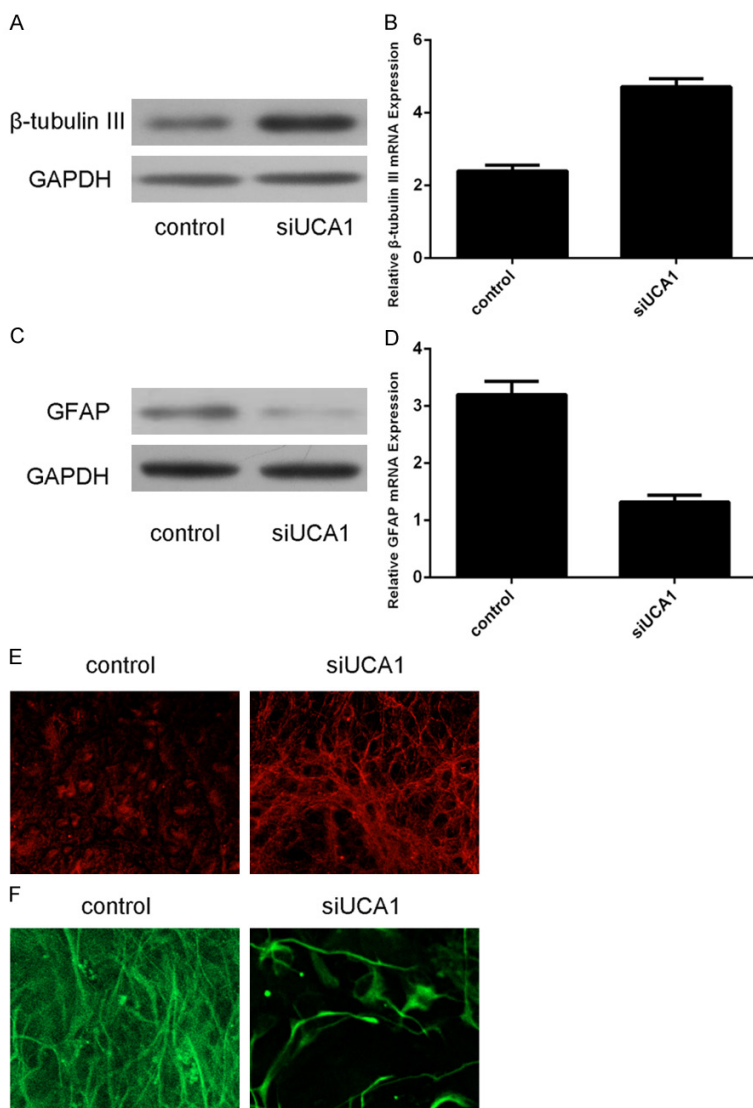 A
β-tubulin III
GAPDH
control siUCA1
B
Relative β-tubulin III mRNA Expression
6
4
2
0
control
siUCA1
C
GFAP
GAPDH
control siUCA1
D
Relative GFAP mRNA Expression
4
3
2
1
0
control
siUCA1
E
control siUCA1
F
control siUCA1